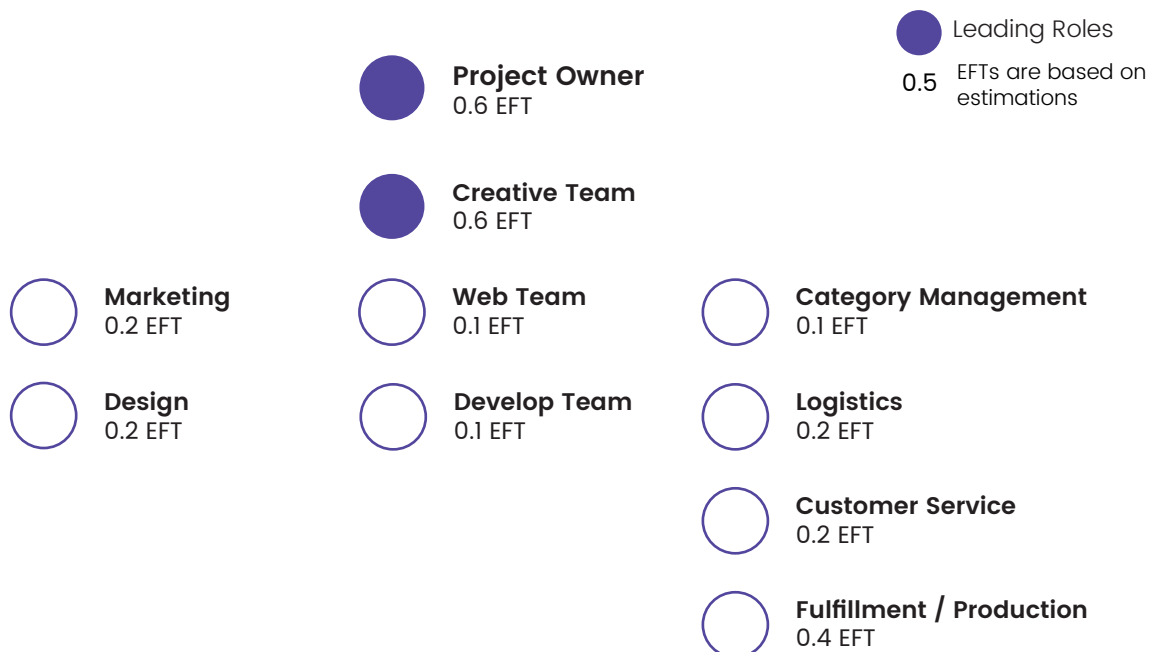 Leading Roles
0.5
EFTs are based on
estimations
Project Owner
0.6 EFT
Creative Team
0.6 EFT
Marketing
0.2 EFT
Web Team
0.1 EFT
Category Management
0.1 EFT
Design
0.2 EFT
Develop Team
0.1 EFT
Logistics
0.2 EFT
Customer Service
0.2 EFT
Fulfillment / Production
0.4 EFT